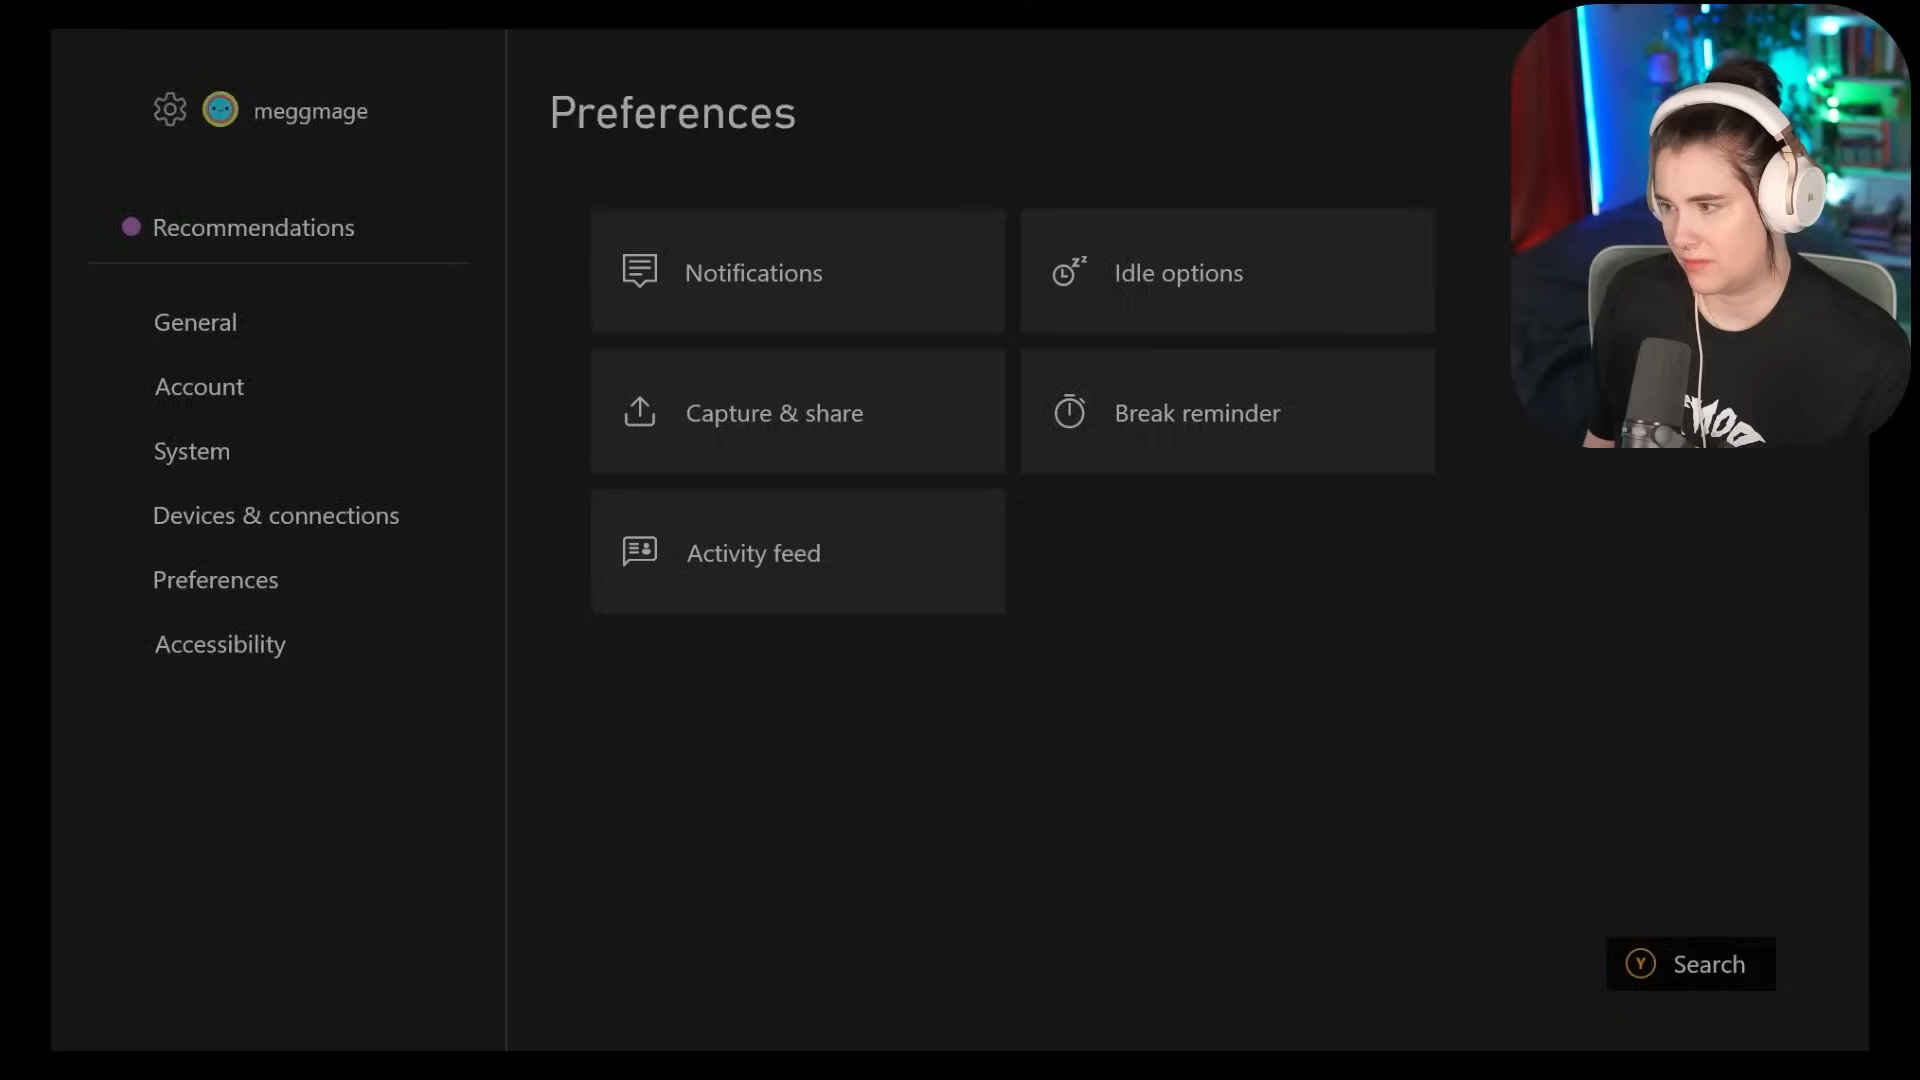 meggmage
Preferences
Recommendations
General
Account
System
Devices & connections
Preferences
Accessibility
Notifications
Idle options
Capture & share
Break reminder
Activity feed
Y Search